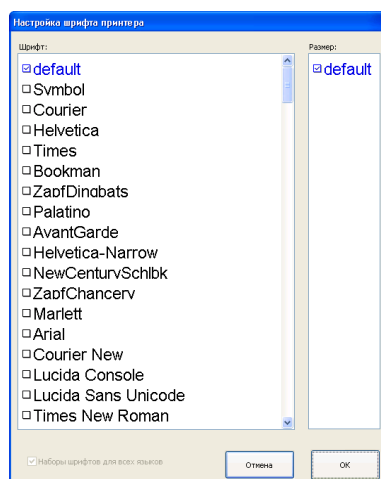 Настройка шрифта принтера
Шрифт: Размер:
default default
Symbol
Courier
Helvetica
Times
Bookman
ZapfDingbats
Palatino
AvantGarde
Helvetica-Narrow
NewCenturySchlbk
ZapfChancery
Marlett
Arial
Courier New
Lucida Console
Lucida Sans Unicode
Times New Roman
Наборы шрифтов для всех языков
Отмена OK